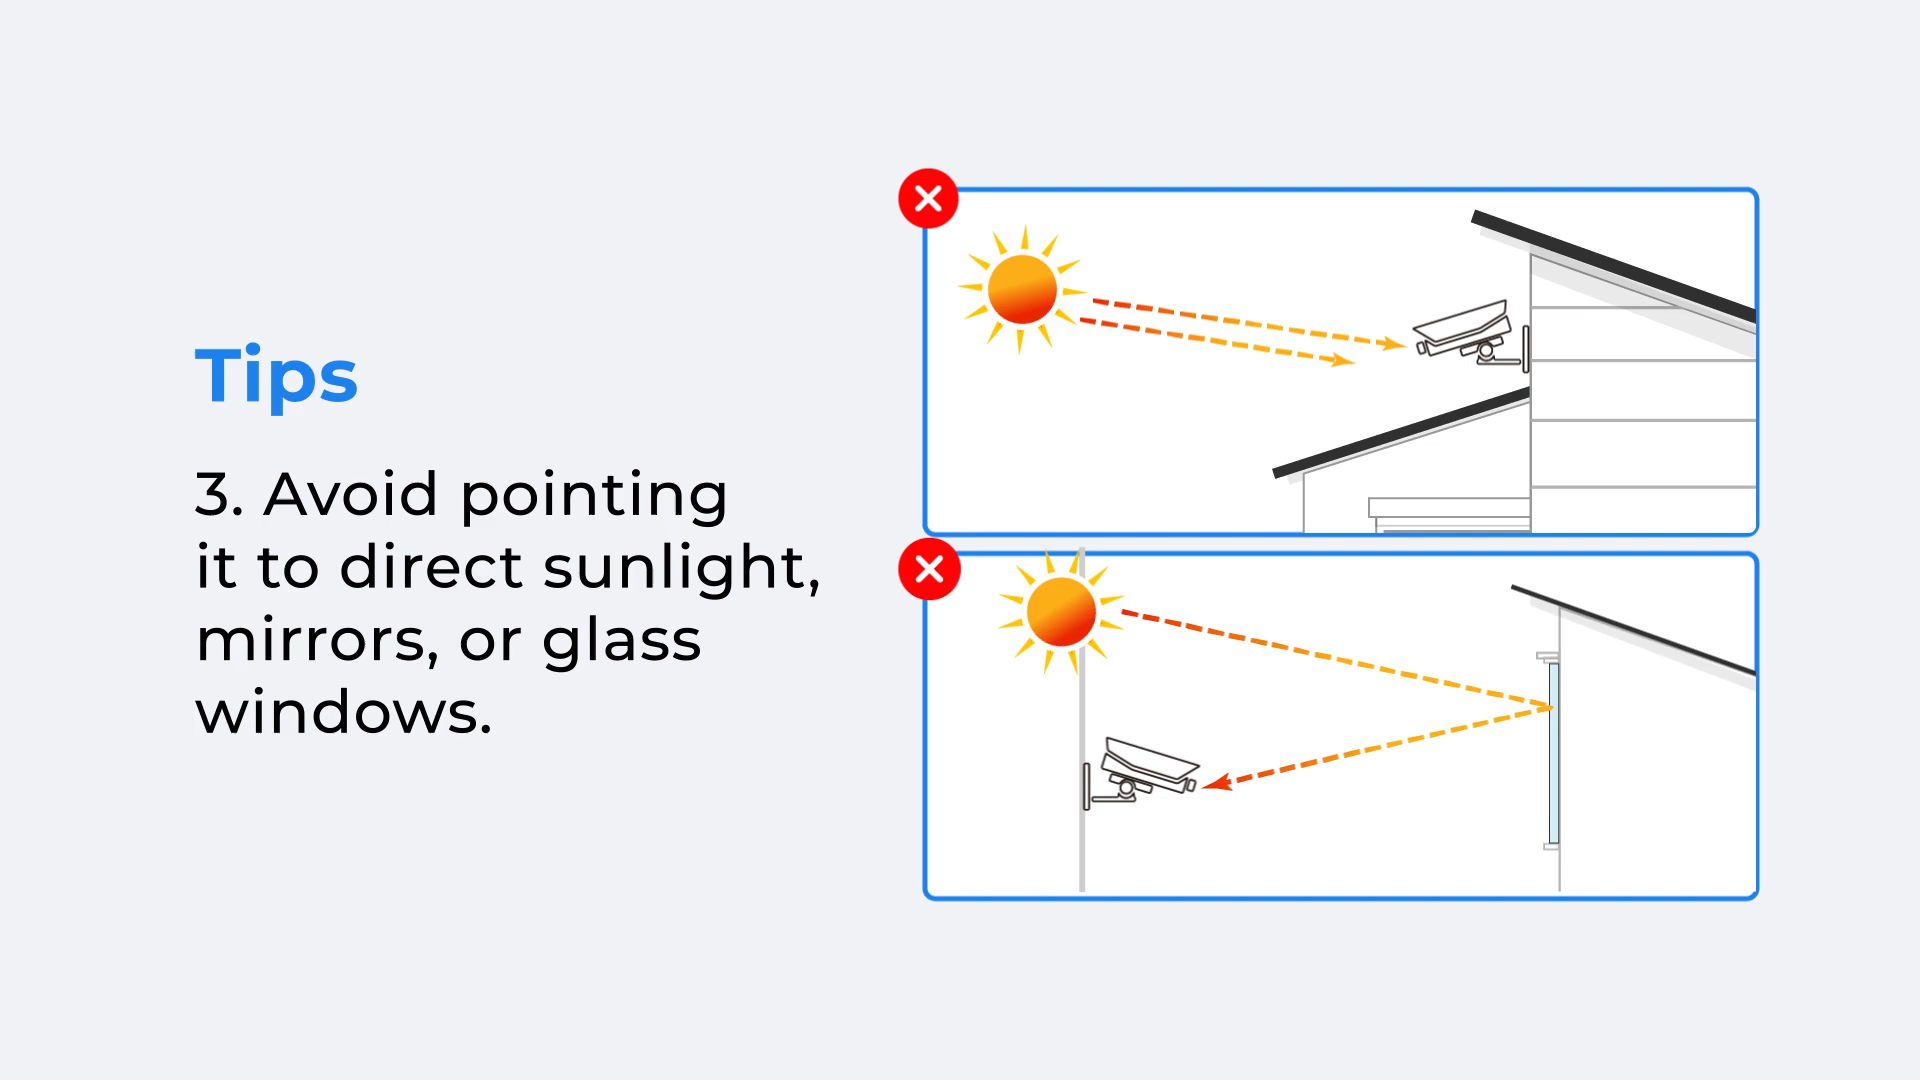 Tips
3. Avoid pointing
it to direct sunlight,
mirrors, or glass
windows.